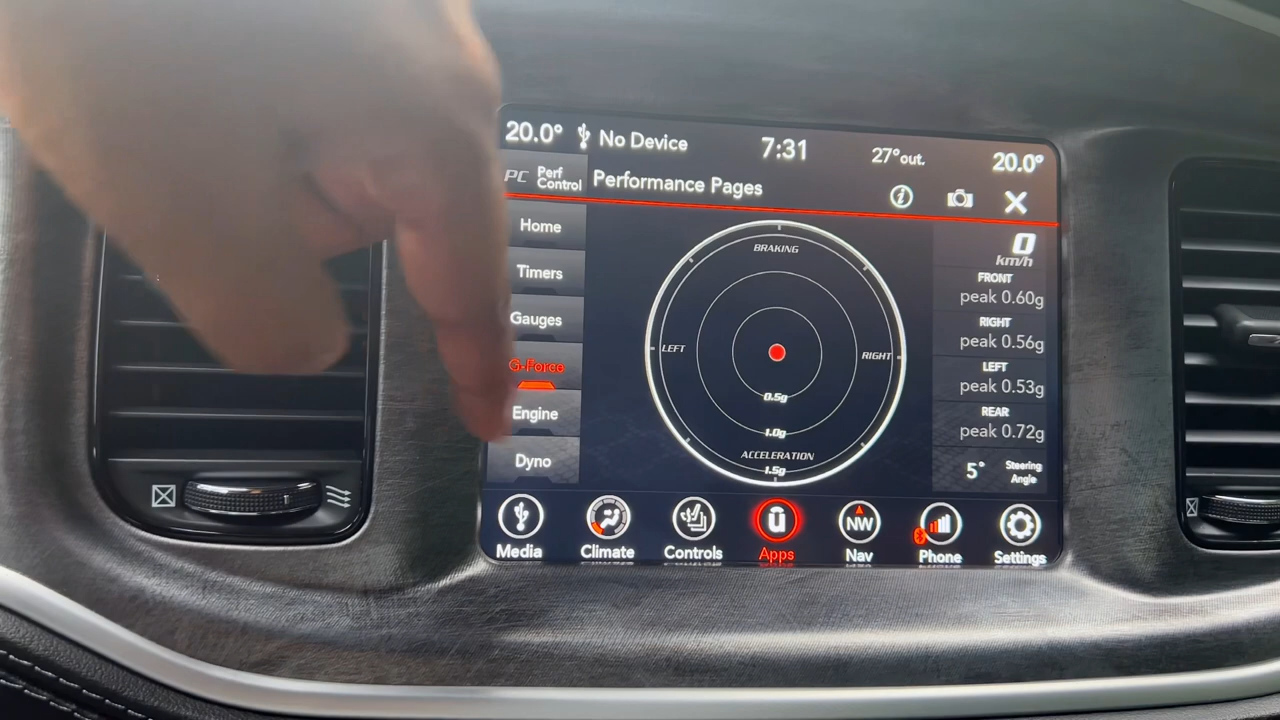 20.0° No Device 7:31 27°out. 20.0°
PC Perf Control
Performance Pages
Home
Timers
Gauges
G-Force
Engine
Dyno
BRAKING
LEFT
RIGHT
0.5g
1.0g
ACCELERATION
1.5g
0
km/h
FRONT
peak 0.60g
RIGHT
peak 0.56g
LEFT
peak 0.53g
REAR
peak 0.72g
5° Steering Angle
NW
Media Climate Controls Apps Nav Phone Settings